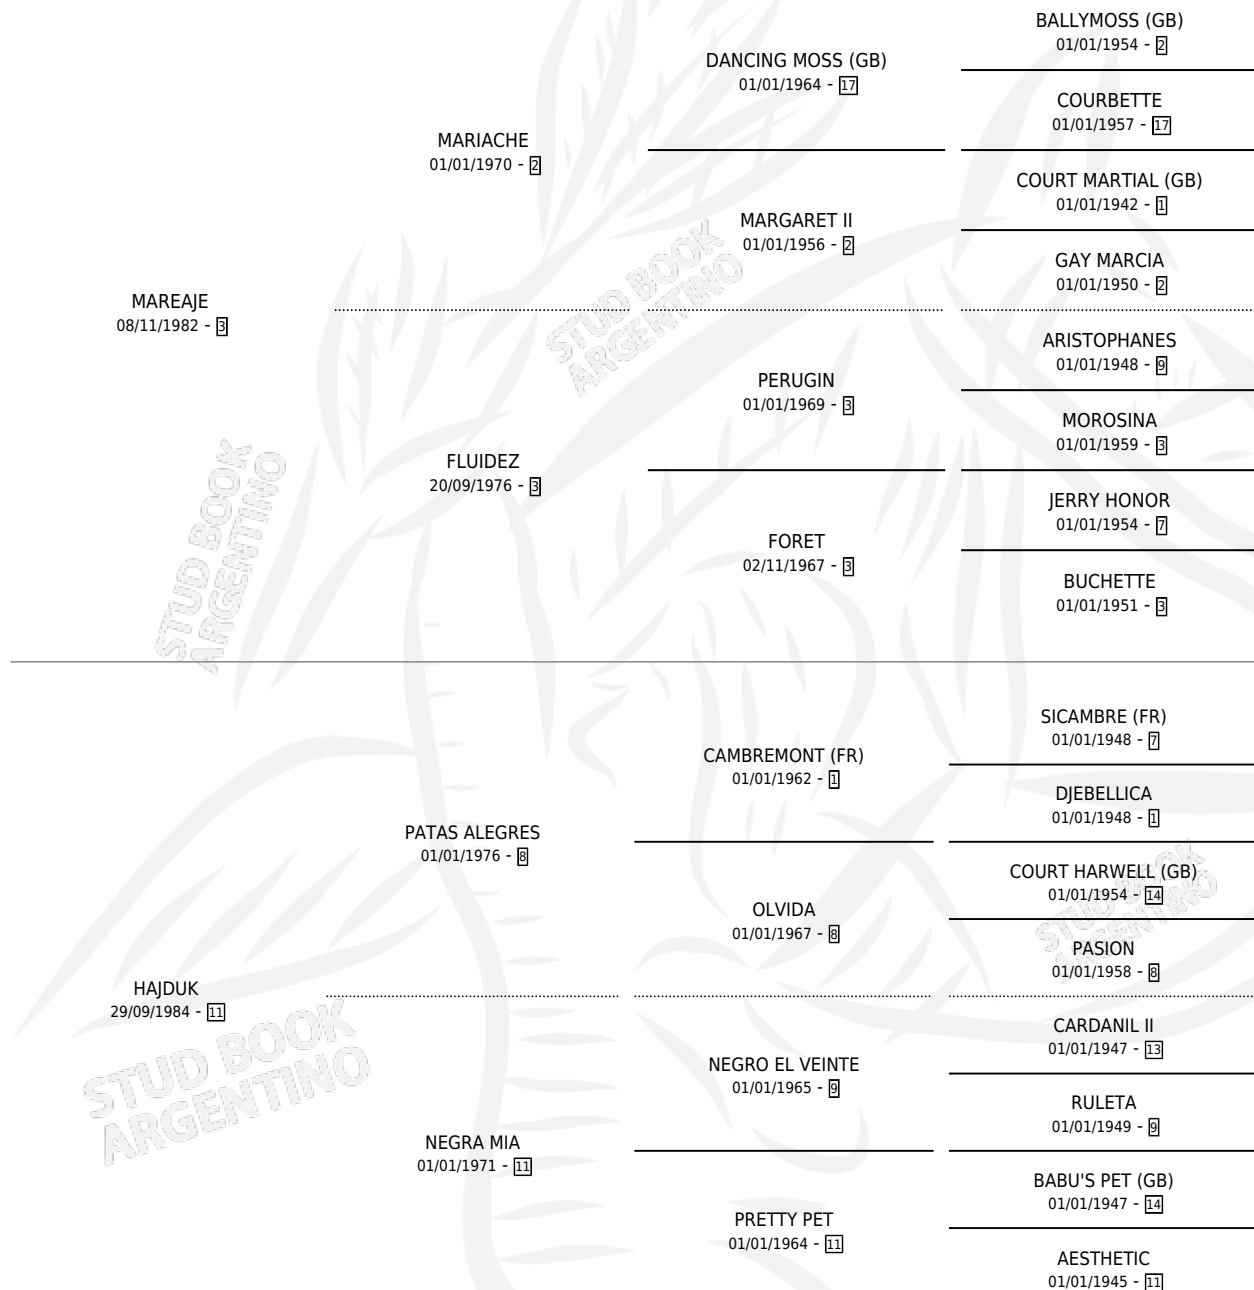 BALLYMOSS (GB)
01/01/1954 - 2
DANCING MOSS (GB)
01/01/1964 - 17
COURBETTE
01/01/1957 - 17
MARIACHE
01/01/1970 - 2
COURT MARTIAL (GB)
01/01/1942 - 1
MARGARET II
01/01/1956 - 2
GAY MARCIA
01/01/1950 - 2
MAREAJE
08/11/1982 - 3
ARISTOPHANES
01/01/1948 - 9
PERUGIN
01/01/1969 - 3
MOROSINA
01/01/1959 - 3
FLUIDEZ
20/09/1976 - 3
JERRY HONOR
01/01/1954 - 7
FORET
02/11/1967 - 3
BUCHETTE
01/01/1951 - 3
SICAMBRE (FR)
01/01/1948 - 7
CAMBREMONT (FR)
01/01/1962 - 1
DJEBELLICA
01/01/1948 - 1
PATAS ALEGRES
01/01/1976 - 8
COURT HARWELL (GB)
01/01/1954 - 14
OLVIDA
01/01/1967 - 8
PASION
01/01/1958 - 8
HAJDUK
29/09/1984 - 11
CARDANIL II
01/01/1947 - 13
NEGRO EL VEINTE
01/01/1965 - 9
RULETA
01/01/1949 - 9
NEGRA MIA
01/01/1971 - 11
BABU'S PET (GB)
01/01/1947 - 14
PRETTY PET
01/01/1964 - 11
AESTHETIC
01/01/1945 - 11
STUD BOOK
ARGENTINO
STUD BOOK
ARGENTINO
STUD BOOK
ARGENTINO
STUD BOOK
ARGENTINO